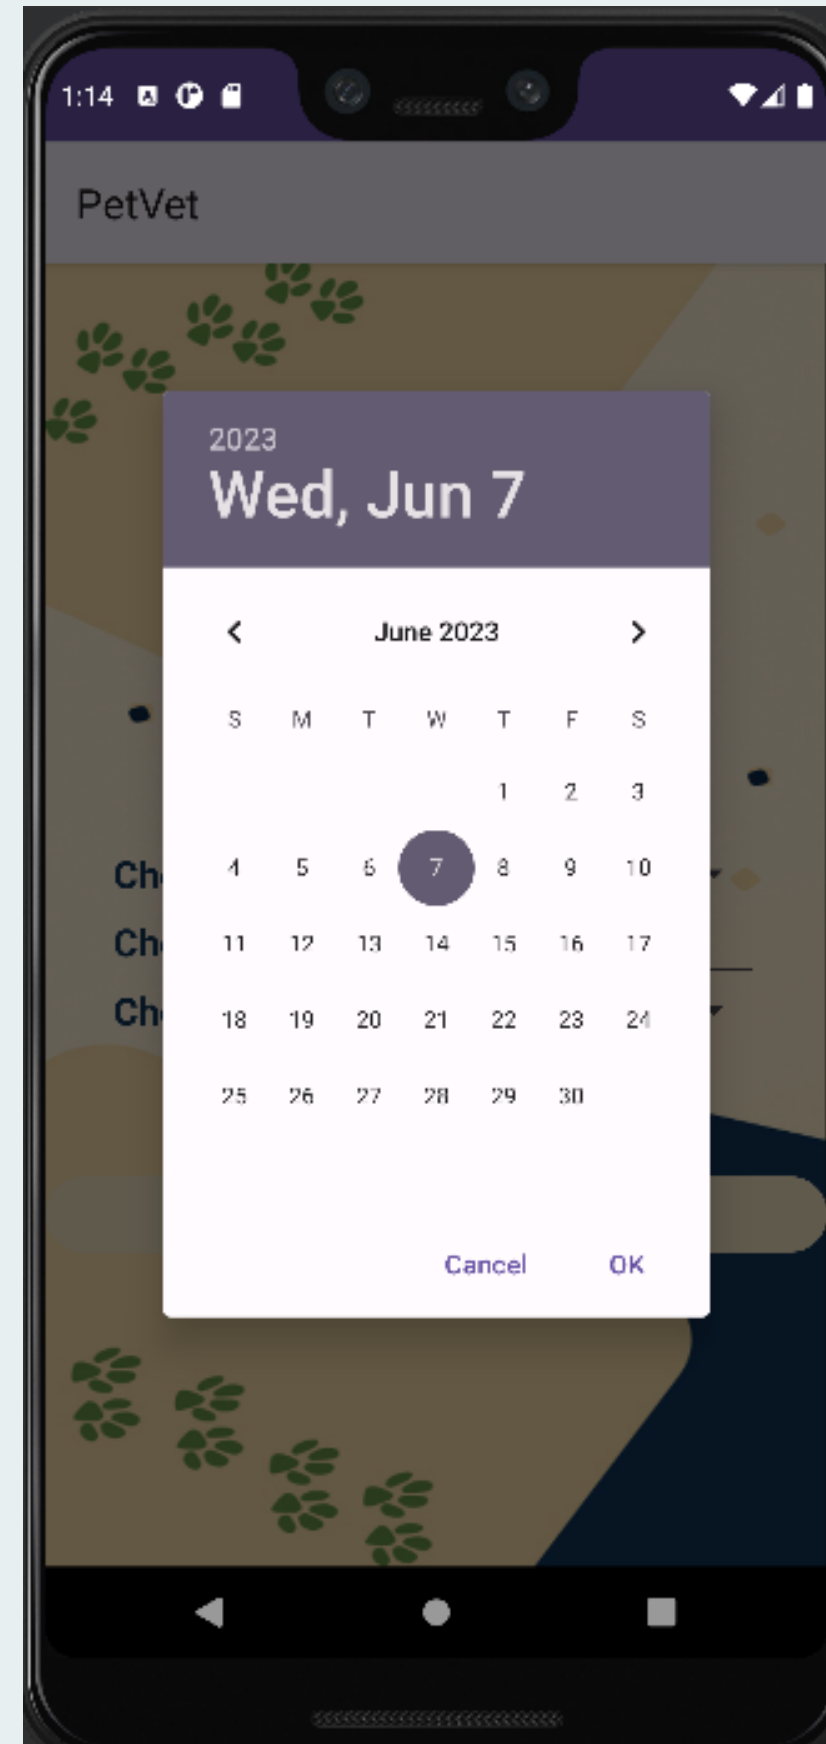 1:14
PetVet
2023
Wed, Jun 7
June 2023
S M T W T F S
1 2 3
4 5 6 7 8 9 10
11 12 13 14 15 16 17
18 19 20 21 22 23 24
25 26 27 28 29 30
Cancel OK